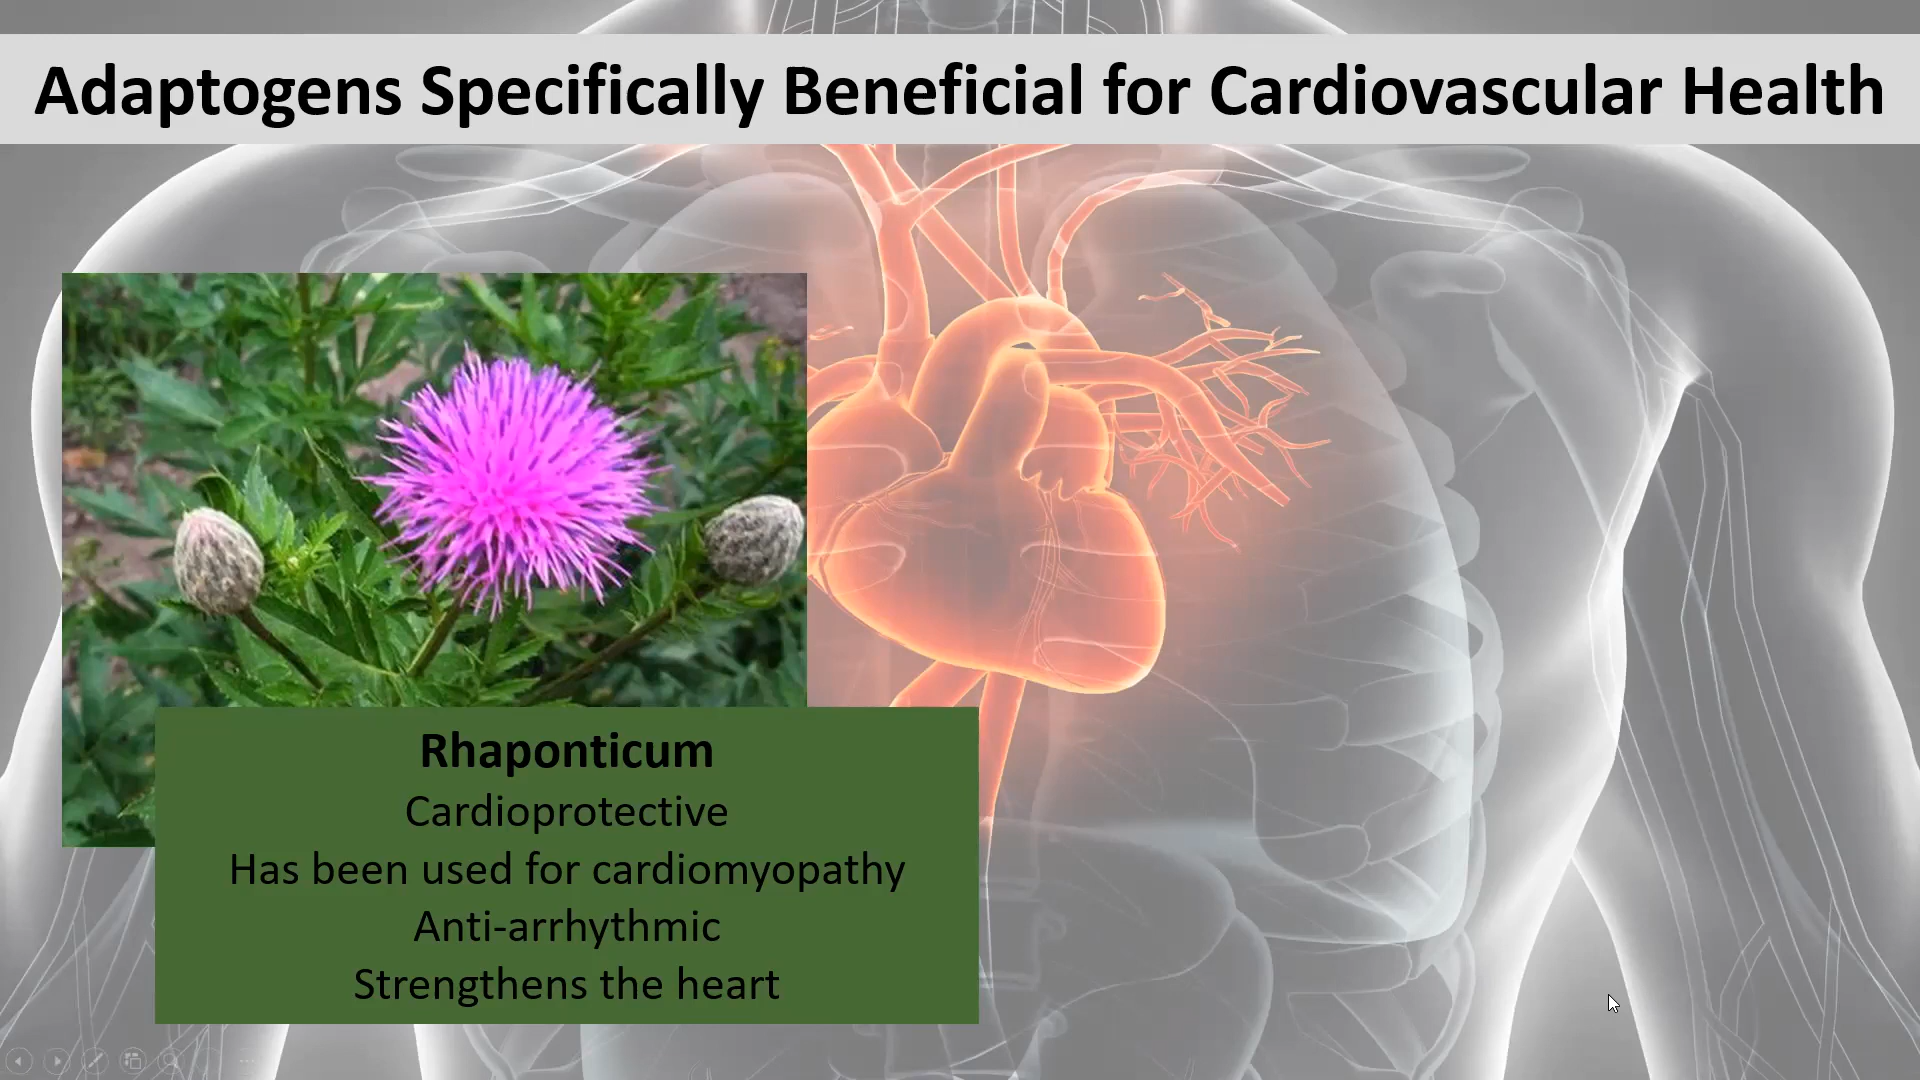 Adaptogens Specifically Beneficial for Cardiovascular Health
Rhaponticum
Cardioprotective
Has been used for cardiomyopathy
Anti-arrhythmic
Strengthens the heart